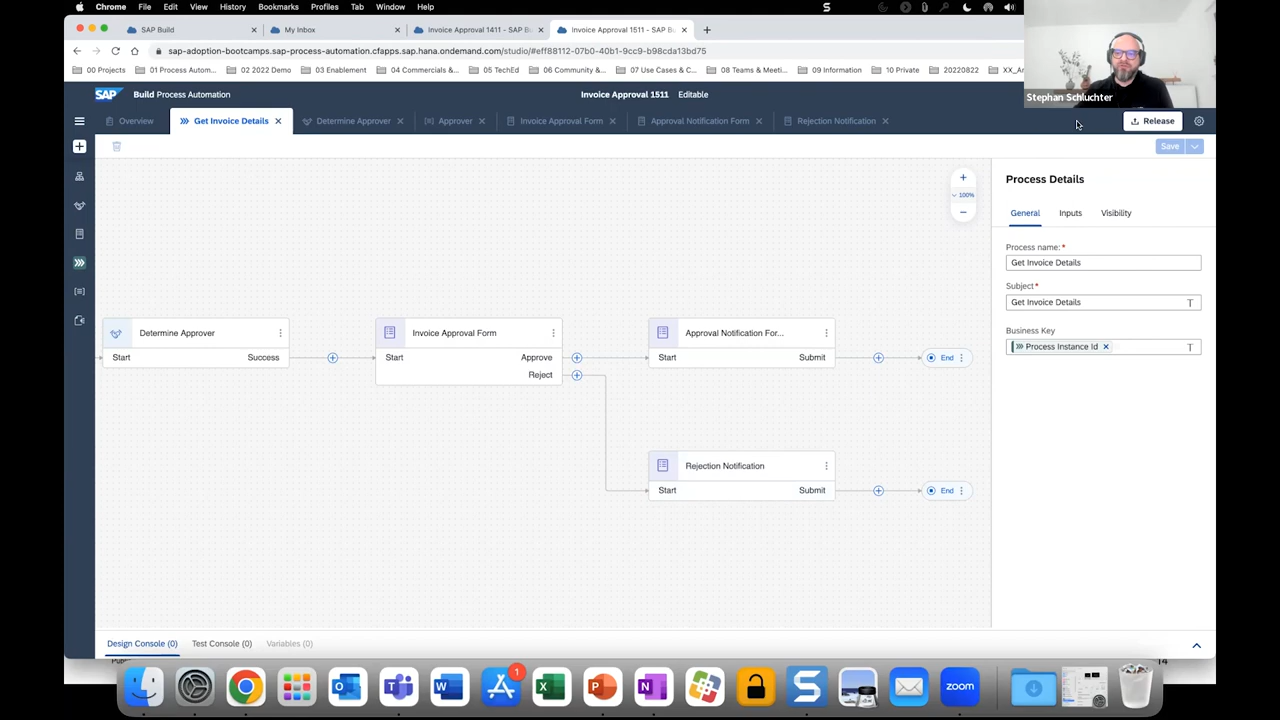 Chrome File Edit View History Bookmarks Profiles Tab Window Help
SAP Build
My Inbox
Invoice Approval 1411 - SAP B
Invoice Approval 1511 - SAP B
sap-adoption-bootcamps.sap-process-automation.cfapps.sap.hana.ondemand.com/studio/#eff88112-07b0-40b1-9cc9-b98cda13bd75
00 Projects
01 Process Autom...
02 2022 Demo
03 Enablement
04 Commercials &...
05 TechEd
06 Community &...
07 Use Cases & C...
08 Teams & Meeti...
09 Information
10 Private
20220822
XX_Ar
Stephan Schluchter
SAP Build Process Automation
Invoice Approval 1511 Editable
Overview
Get Invoice Details
Determine Approver
Approver
Invoice Approval Form
Approval Notification Form
Rejection Notification
Release
Save
100%
Process Details
General Inputs Visibility
Process name:*
Get Invoice Details
Subject*
Get Invoice Details
T
Business Key
Process Instance Id
T
Determine Approver
Start Success
Invoice Approval Form
Start Approve
Reject
Approval Notification For...
Start Submit
End
Rejection Notification
Start Submit
End
Design Console (0) Test Console (0) Variables (0)
14
1
zoom